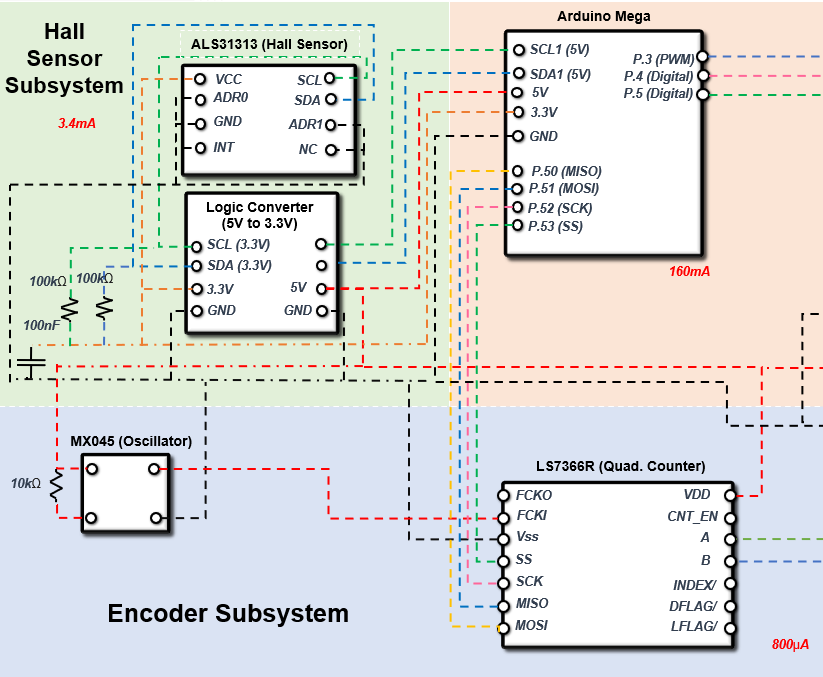 Hall
Sensor
Subsystem
3.4mA
ALS31313 (Hall Sensor)
VCC
ADR0
GND
INT
SCL
SDA
ADR1
NC
Logic Converter
(5V to 3.3V)
SCL (3.3V)
SDA (3.3V)
3.3V
GND
5V
GND
100kΩ
100kΩ
100nF
Arduino Mega
SCL1 (5V)
SDA1 (5V)
5V
3.3V
GND
P.50 (MISO)
P.51 (MOSI)
P.52 (SCK)
P.53 (SS)
P.3 (PWM)
P.4 (Digital)
P.5 (Digital)
160mA
MX045 (Oscillator)
10kΩ
Encoder Subsystem
LS7366R (Quad. Counter)
FCKO
FCKI
Vss
SS
SCK
MISO
MOSI
VDD
CNT_EN
A
B
INDEX/
DFLAG/
LFLAG/
800µA